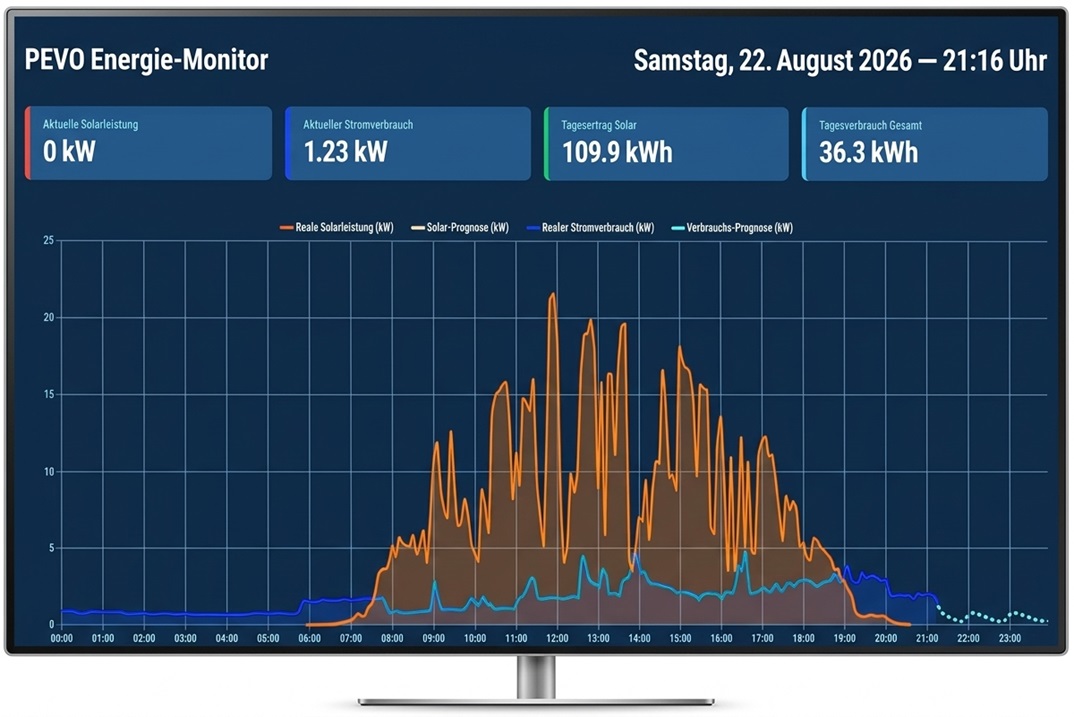 PEVO Energie-Monitor
Samstag, 22. August 2026 — 21:16 Uhr
Aktuelle Solarleistung
0 kW
Aktueller Stromverbrauch
1.23 kW
Tagesertrag Solar
109.9 kWh
Tagesverbrauch Gesamt
36.3 kWh
Reale Solarleistung (kW) Solar-Prognose (kW) Realer Stromverbrauch (kW) Verbrauchs-Prognose (kW)
25
20
15
10
5
0
00:00 01:00 02:00 03:00 04:00 05:00 06:00 07:00 08:00 09:00 10:00 11:00 12:00 13:00 14:00 15:00 16:00 17:00 18:00 19:00 20:00 21:00 22:00 23:00